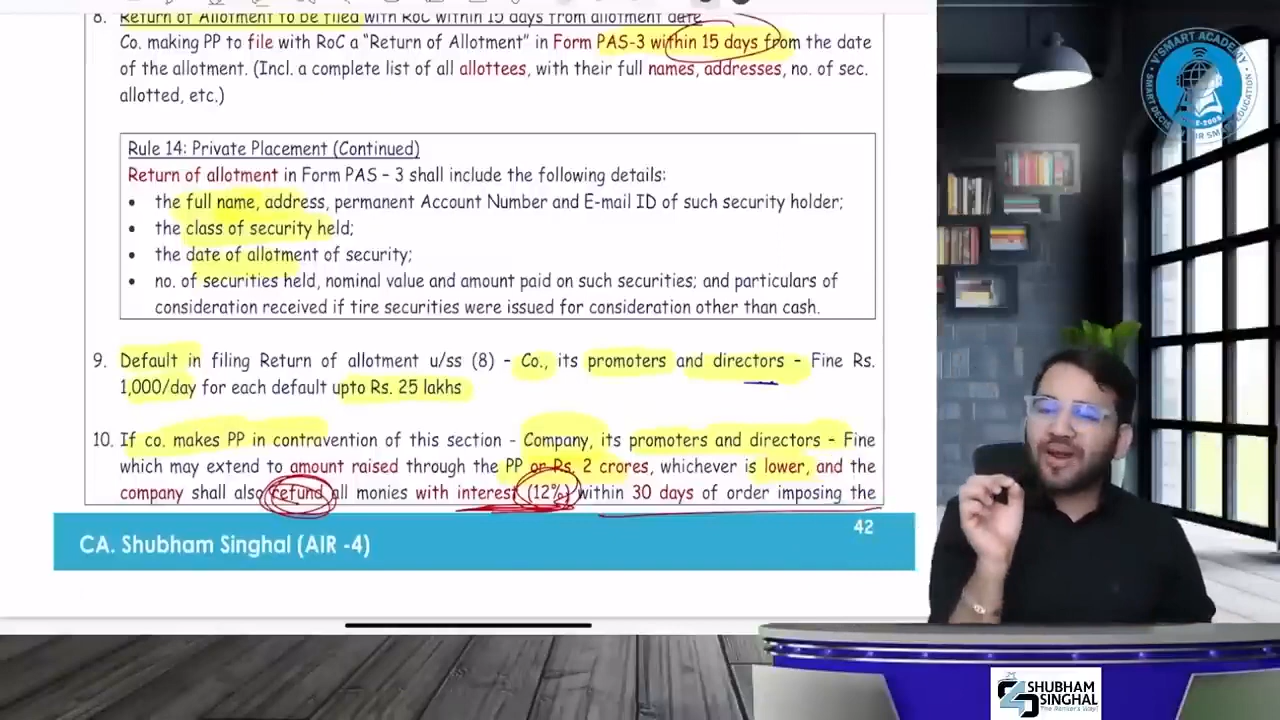 8. Return of Allotment to be filed with RoC within 15 days from allotment date
Co. making PP to file with RoC a “Return of Allotment” in Form PAS-3 within 15 days from the date
of the allotment. (Incl. a complete list of all allottees, with their full names, addresses, no. of sec.
allotted, etc.)
Rule 14: Private Placement (Continued)
Return of allotment in Form PAS – 3 shall include the following details:
• the full name, address, permanent Account Number and E-mail ID of such security holder;
• the class of security held;
• the date of allotment of security;
• no. of securities held, nominal value and amount paid on such securities; and particulars of
consideration received if tire securities were issued for consideration other than cash.
9. Default in filing Return of allotment u/ss (8) – Co., its promoters and directors – Fine Rs.
1,000/day for each default upto Rs. 25 lakhs
10. If co. makes PP in contravention of this section - Company, its promoters and directors – Fine
which may extend to amount raised through the PP or Rs. 2 crores, whichever is lower, and the
company shall also refund all monies with interest (12%) within 30 days of order imposing the
42
CA. Shubham Singhal (AIR -4)
VSMART ACADEMY
SHUBHAM
SINGHAL